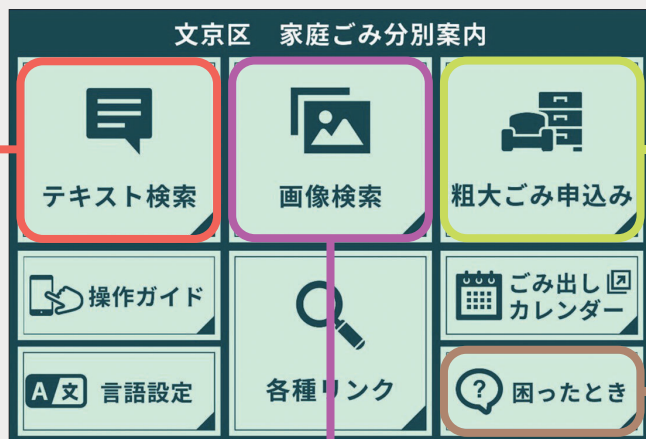 文京区　家庭ごみ分別案内
テキスト検索
画像検索
粗大ごみ申込み
操作ガイド
各種リンク
ごみ出し
カレンダー
A/文 言語設定
? 困ったとき